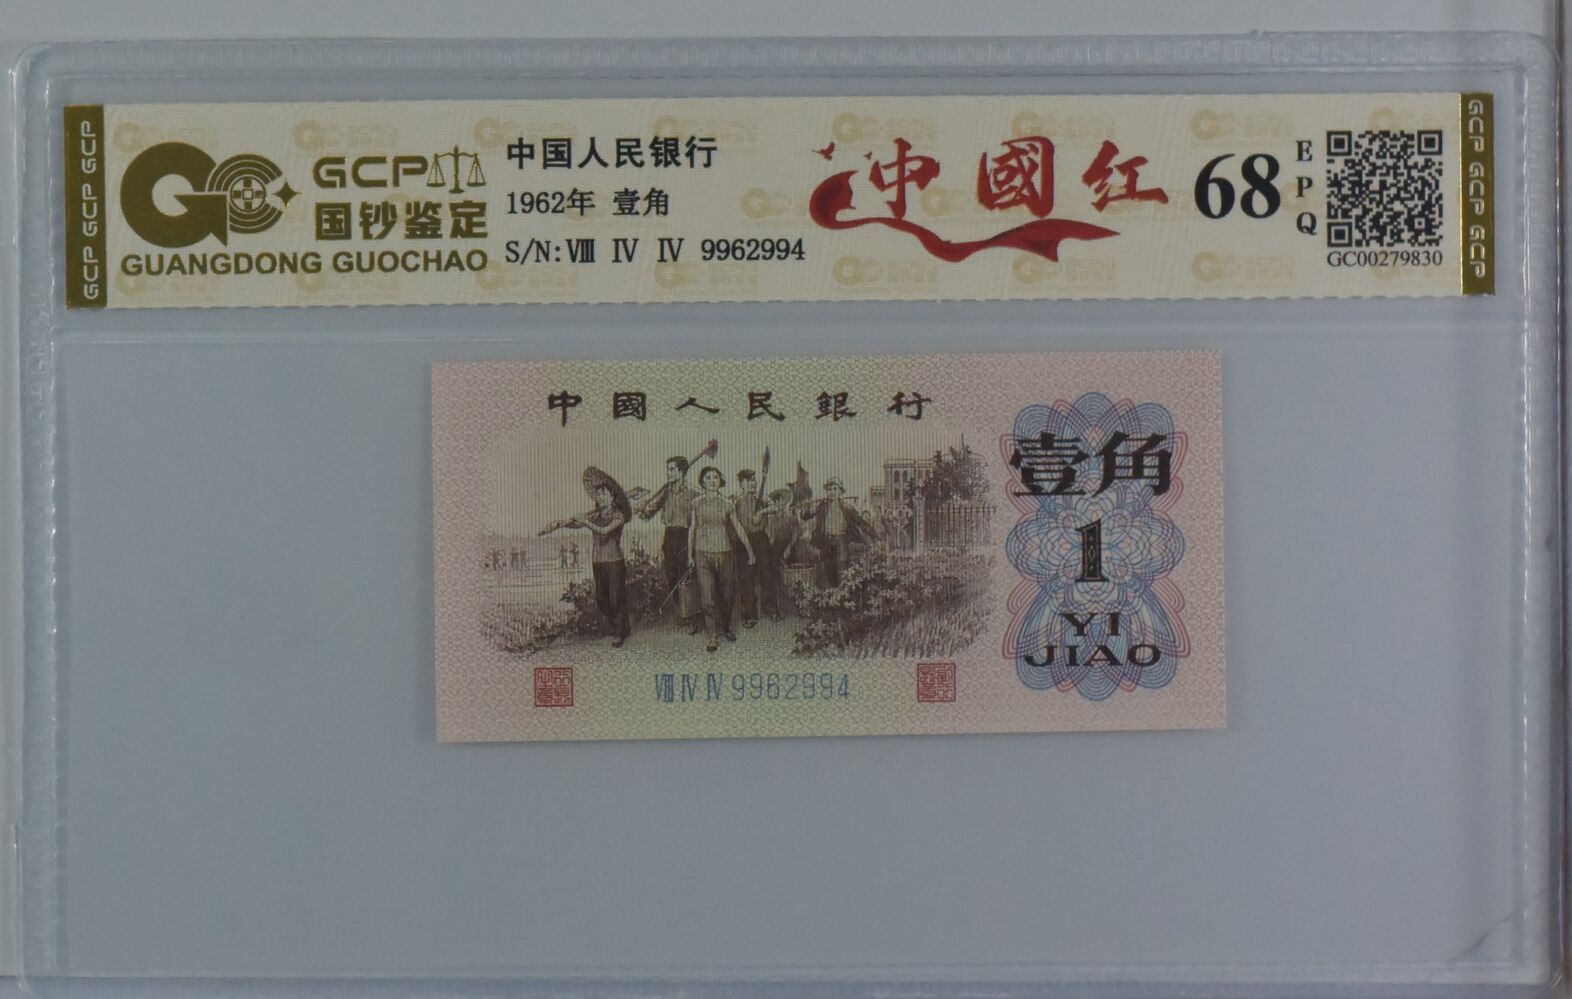 GCP GCP GCP
GCP
国钞鉴定
GUANGDONG GUOCHAO
中国人民银行
1962年 壹角
S/N:Ⅷ Ⅳ Ⅳ 9962994
中國红
68
EPQ
GC00279830
GCP GCP GCP
中國人民銀行
壹角
1
YI
JIAO
Ⅷ Ⅳ Ⅳ 9962994